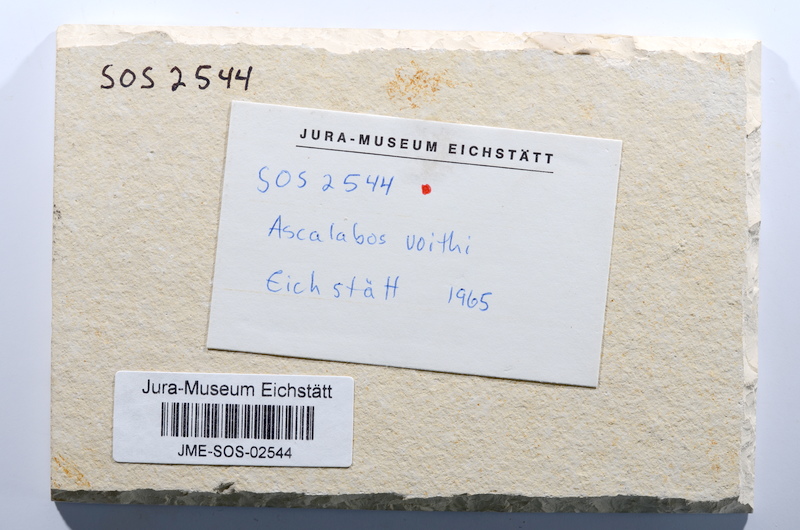 SOS 2544
JURA-MUSEUM EICHSTÄTT
SOS 2544
Ascalabos voithi
Eichstätt 1965
Jura-Museum Eichstätt
JME-SOS-02544